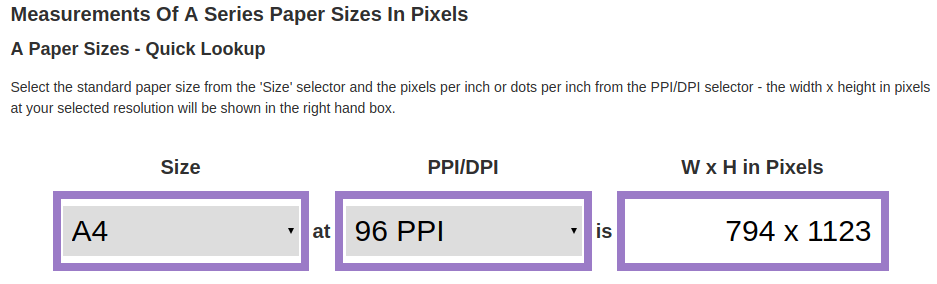 Measurements Of A Series Paper Sizes In Pixels
A Paper Sizes - Quick Lookup
Select the standard paper size from the 'Size' selector and the pixels per inch or dots per inch from the PPI/DPI selector - the width x height in pixels
at your selected resolution will be shown in the right hand box.
Size PPI/DPI W x H in Pixels
A4 at 96 PPI is 794 x 1123